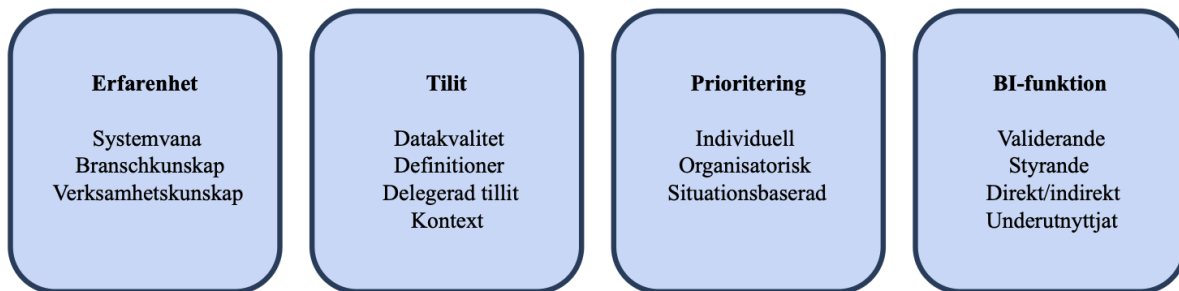 Erfarenhet
Systemvana
Branschkunskap
Verksamhetskunskap
Tilit
Datakvalitet
Definitioner
Delegerad tillit
Kontext
Prioritering
Individuell
Organisatorisk
Situationsbaserad
BI-funktion
Validerande
Styrande
Direkt/indirekt
Underutnyttjat